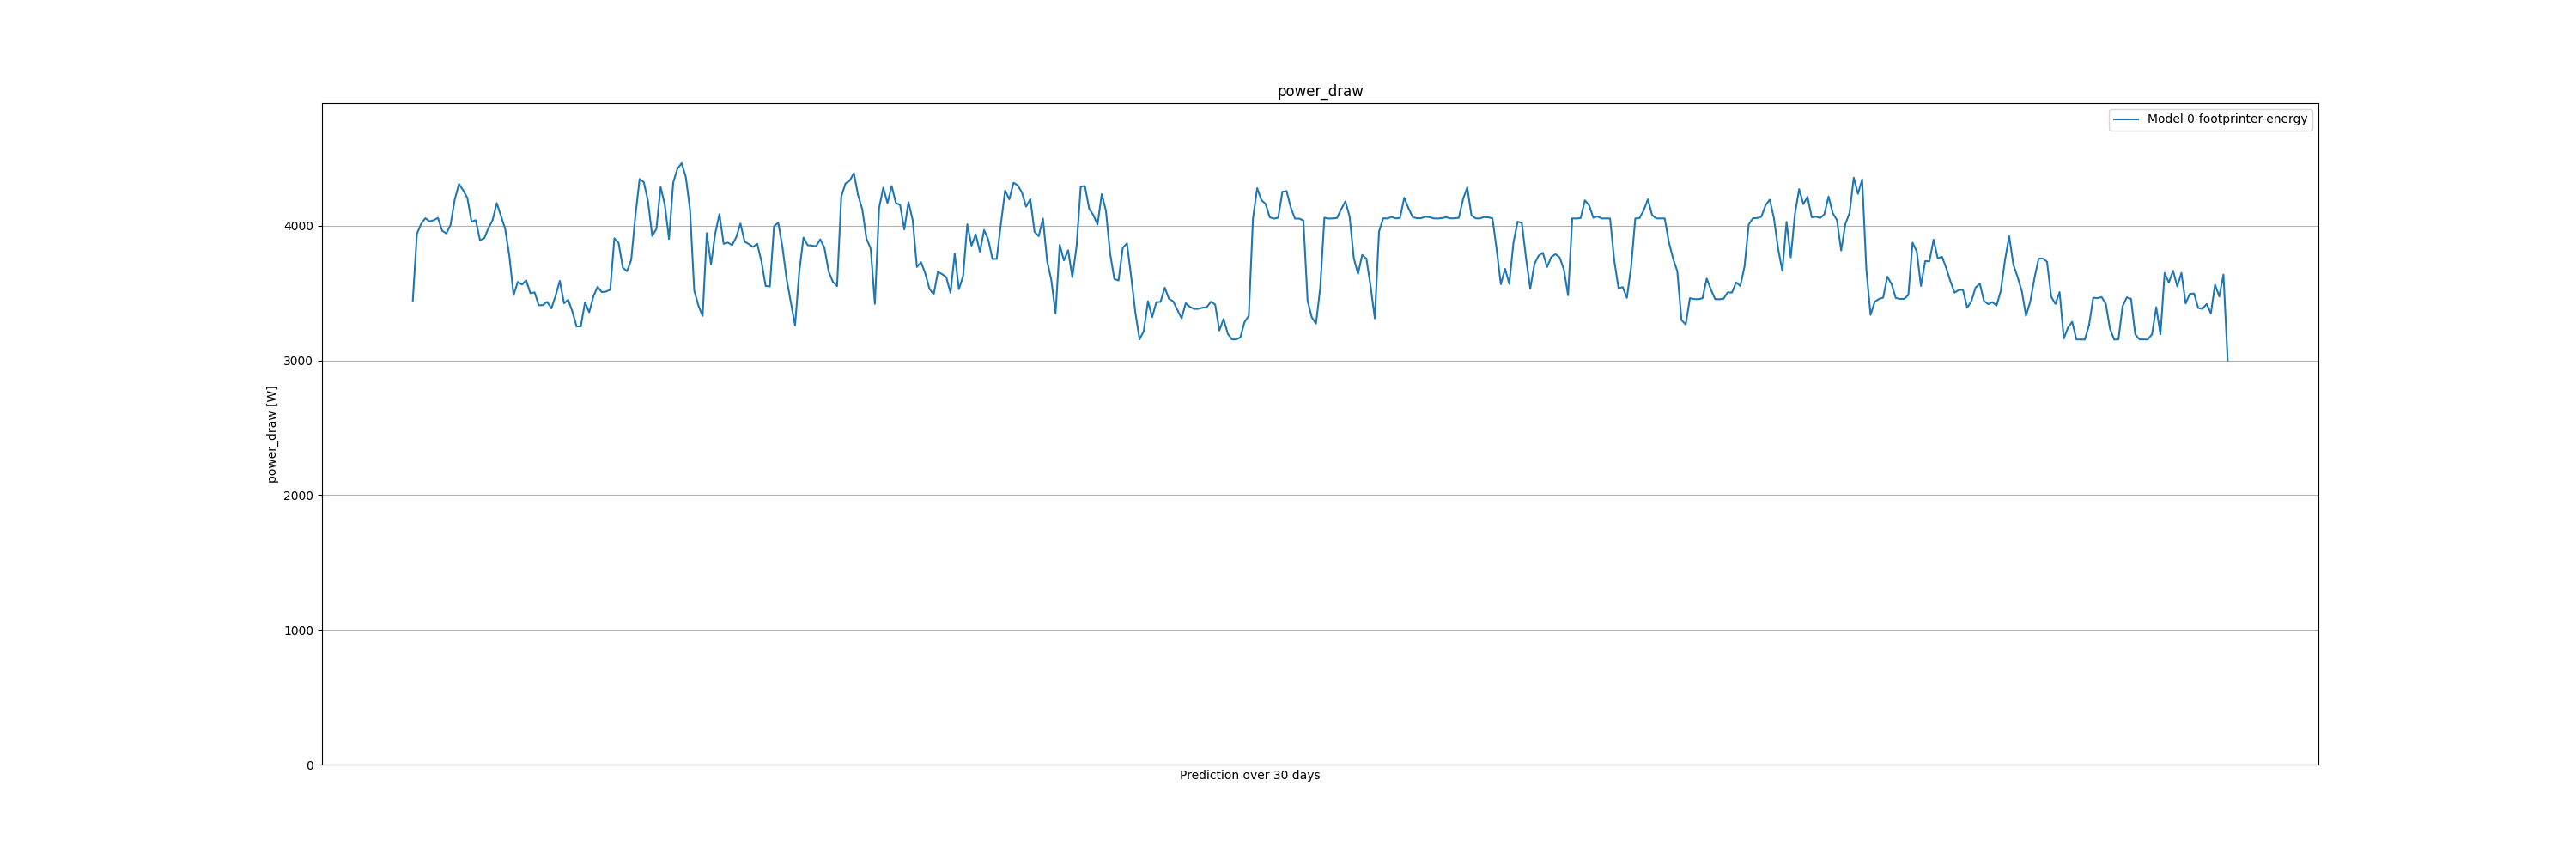 power_draw
Model 0-footprinter-energy
4000
3000
2000
1000
0
power_draw [W]
Prediction over 30 days